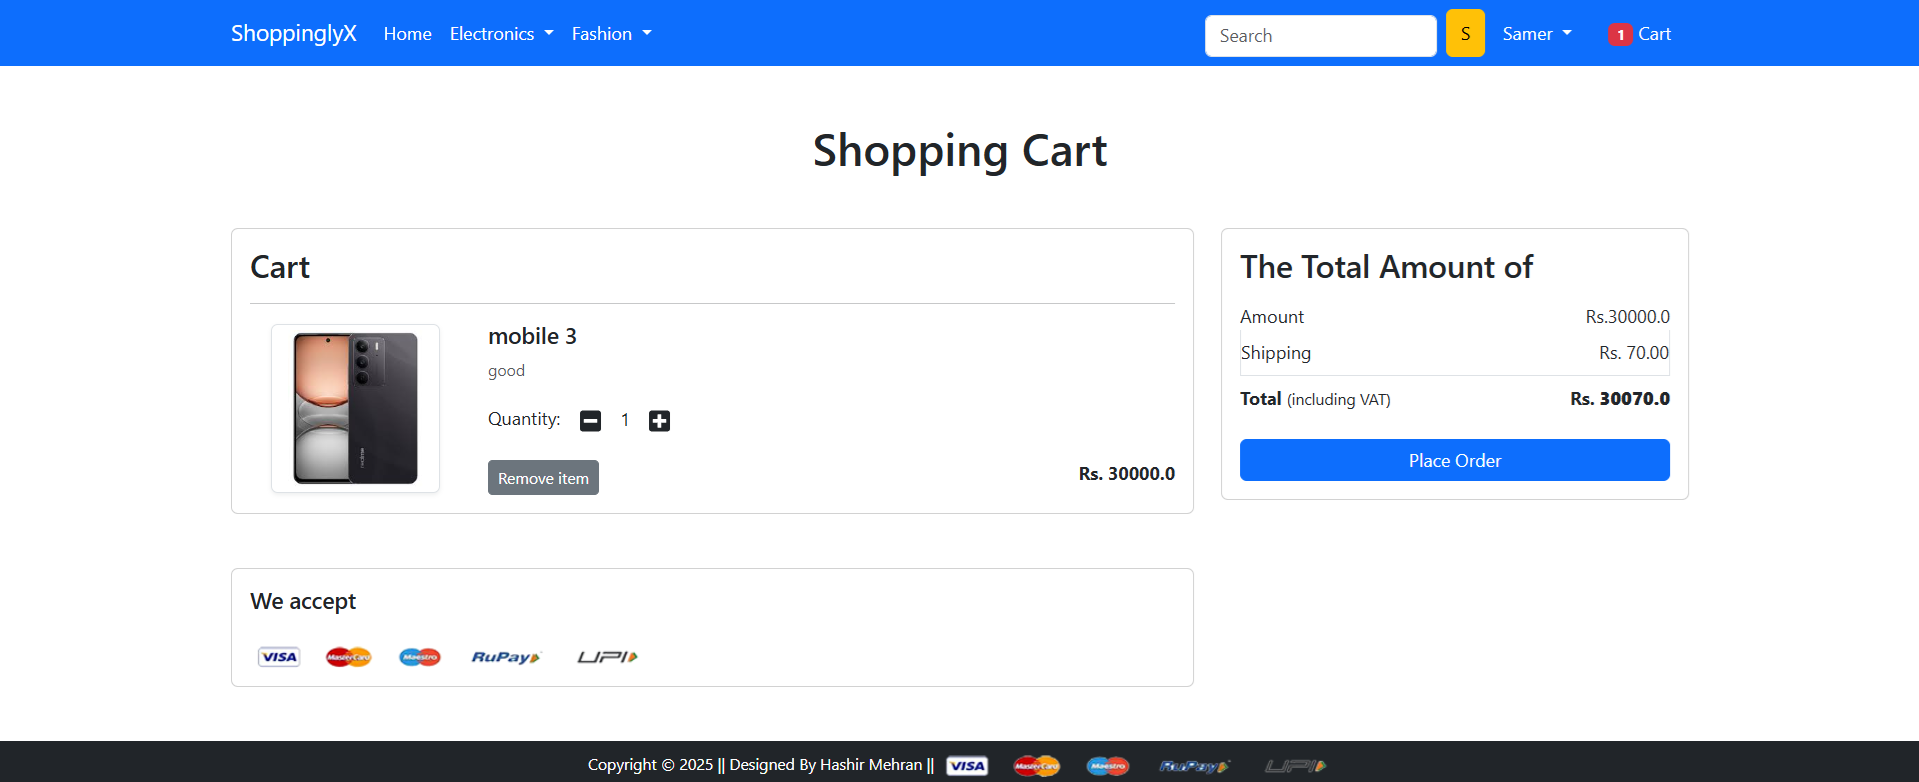 ShoppinglyX Home Electronics Fashion Search S Samer 1 Cart
Shopping Cart
Cart
mobile 3
good
Quantity: 1
Remove item
Rs. 30000.0
The Total Amount of
Amount Rs.30000.0
Shipping Rs. 70.00
Total (including VAT) Rs. 30070.0
Place Order
We accept
VISA MasterCard Maestro RuPay UPI
Copyright © 2025 || Designed By Hashir Mehran || VISA MasterCard Maestro RuPay UPI